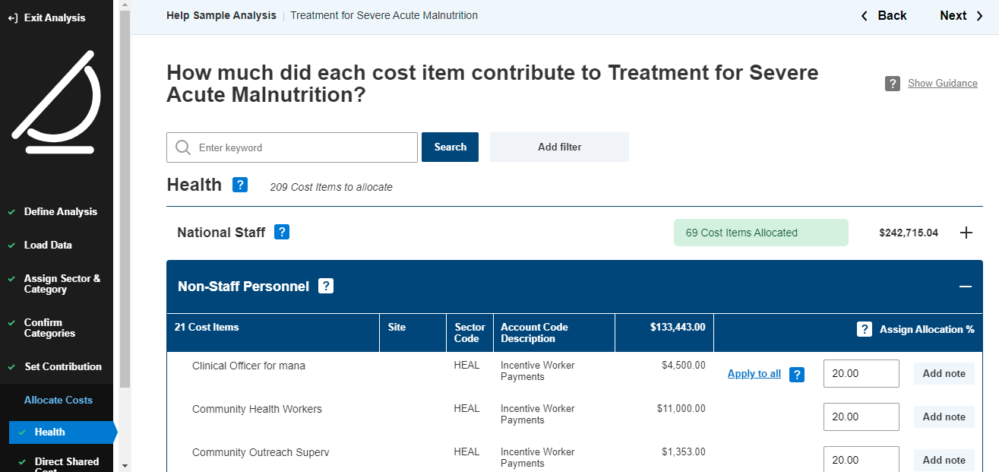 Exit Analysis
Help Sample Analysis | Treatment for Severe Acute Malnutrition
Back
Next
How much did each cost item contribute to Treatment for Severe
Acute Malnutrition?
? Show Guidance
Enter keyword
Search
Add filter
Health ? 209 Cost Items to allocate
Define Analysis
Load Data
Assign Sector &
Category
Confirm
Categories
Set Contribution
Allocate Costs
Health
Direct Shared
Cost
National Staff ? 69 Cost Items Allocated $242,715.04 +
Non-Staff Personnel ? —
21 Cost Items Site Sector Code Account Code Description $133,443.00 ? Assign Allocation %
Clinical Officer for mana HEAL Incentive Worker Payments $4,500.00 Apply to all ? 20.00 Add note
Community Health Workers HEAL Incentive Worker Payments $11,000.00 20.00 Add note
Community Outreach Superv HEAL Incentive Worker Payments $1,353.00 20.00 Add note